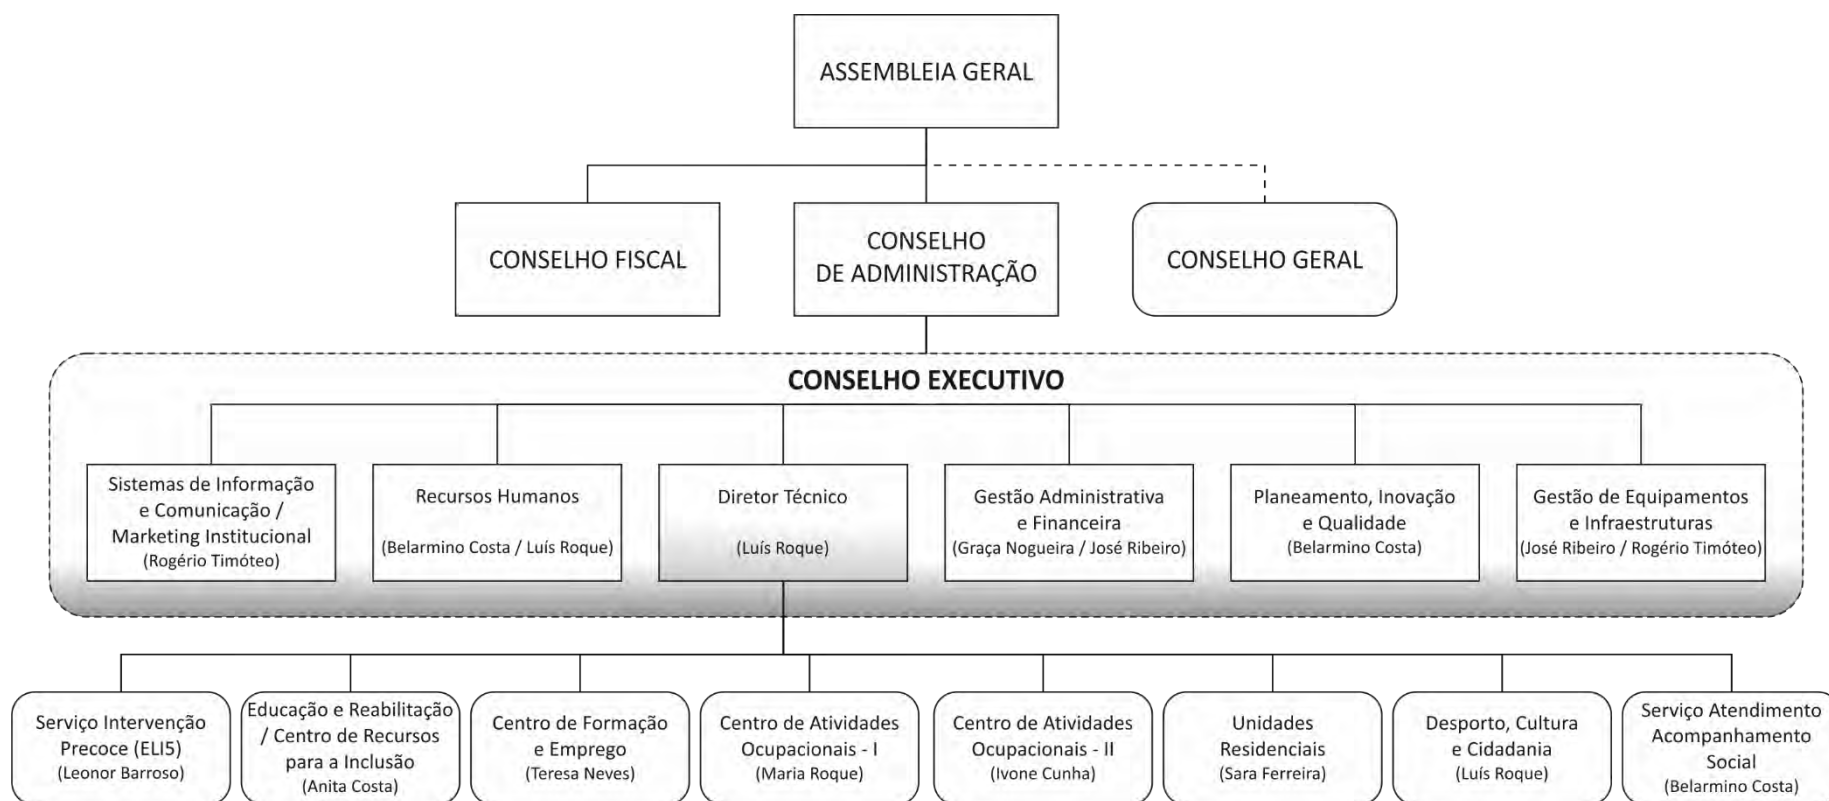 ASSEMBLEIA GERAL
CONSELHO FISCAL
CONSELHO
DE ADMINISTRAÇÃO
CONSELHO GERAL
CONSELHO EXECUTIVO
Sistemas de Informação
e Comunicação /
Marketing Institucional
(Rogério Timóteo)
Recursos Humanos
(Belarmino Costa / Luís Roque)
Diretor Técnico
(Luís Roque)
Gestão Administrativa
e Financeira
(Graça Nogueira / José Ribeiro)
Planeamento, Inovação
e Qualidade
(Belarmino Costa)
Gestão de Equipamentos
e Infraestruturas
(José Ribeiro / Rogério Timóteo)
Serviço Intervenção
Precoce (ELI5)
(Leonor Barroso)
Educação e Reabilitação
/ Centro de Recursos
para a Inclusão
(Anita Costa)
Centro de Formação
e Emprego
(Teresa Neves)
Centro de Atividades
Ocupacionais - I
(Maria Roque)
Centro de Atividades
Ocupacionais - II
(Ivone Cunha)
Unidades
Residenciais
(Sara Ferreira)
Desporto, Cultura
e Cidadania
(Luís Roque)
Serviço Atendimento
Acompanhamento
Social
(Belarmino Costa)